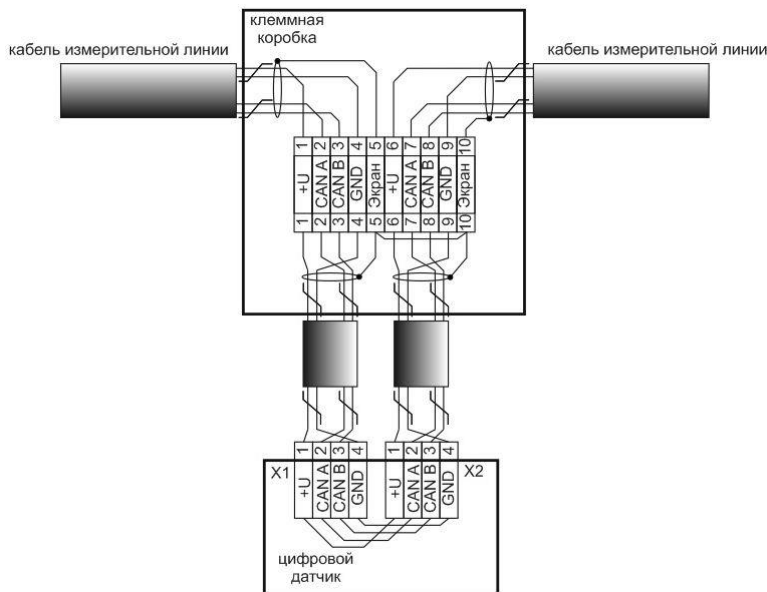 клеммная
коробка
кабель измерительной линии
кабель измерительной линии
1 2 3 4 5 6 7 8 9 10
+U CAN A CAN B GND Экран +U CAN A CAN B GND Экран
1 2 3 4 5 6 7 8 9 10
1 2 3 4 1 2 3 4
X1 +U CAN A CAN B GND +U CAN A CAN B GND X2
цифровой
датчик